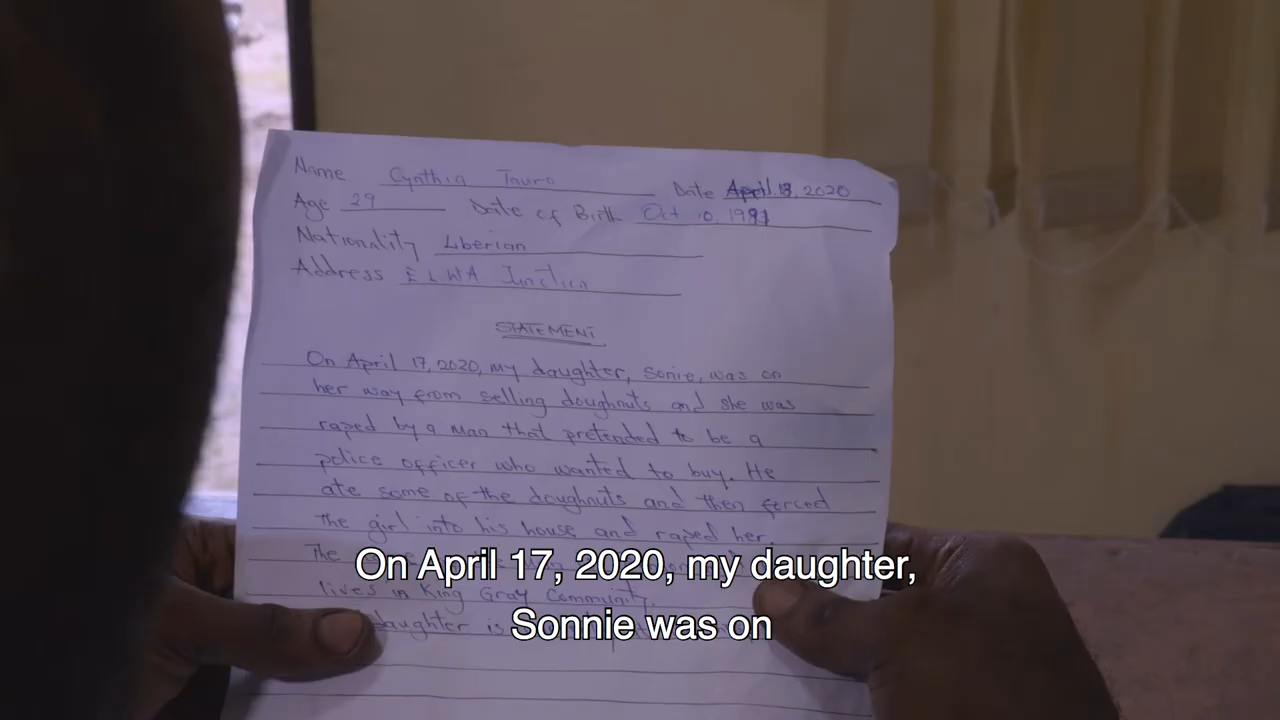 Name Cynthia Tauro Date April 18, 2020
Age 29 Date of Birth Oct 10, 1991
Nationality Liberian
Address ELWA Junction
STATEMENT
On April 17, 2020, my daughter, Sonie, was on
her way from selling doughnuts and she was
raped by a man that pretended to be a
police officer who wanted to buy. He
ate some of the doughnuts and then forced
the girl into his house and raped her.
The
lives in King Gray Community.
daughter is
On April 17, 2020, my daughter,
Sonnie was on